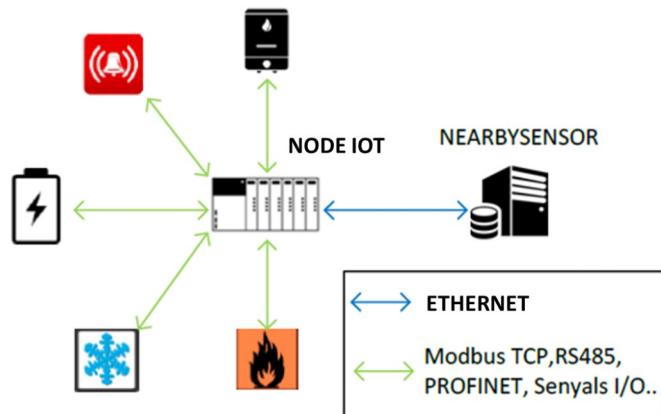 NODE IOT
NEARBYSENSOR
ETHERNET
Modbus TCP,RS485,
PROFINET, Senyals I/O..